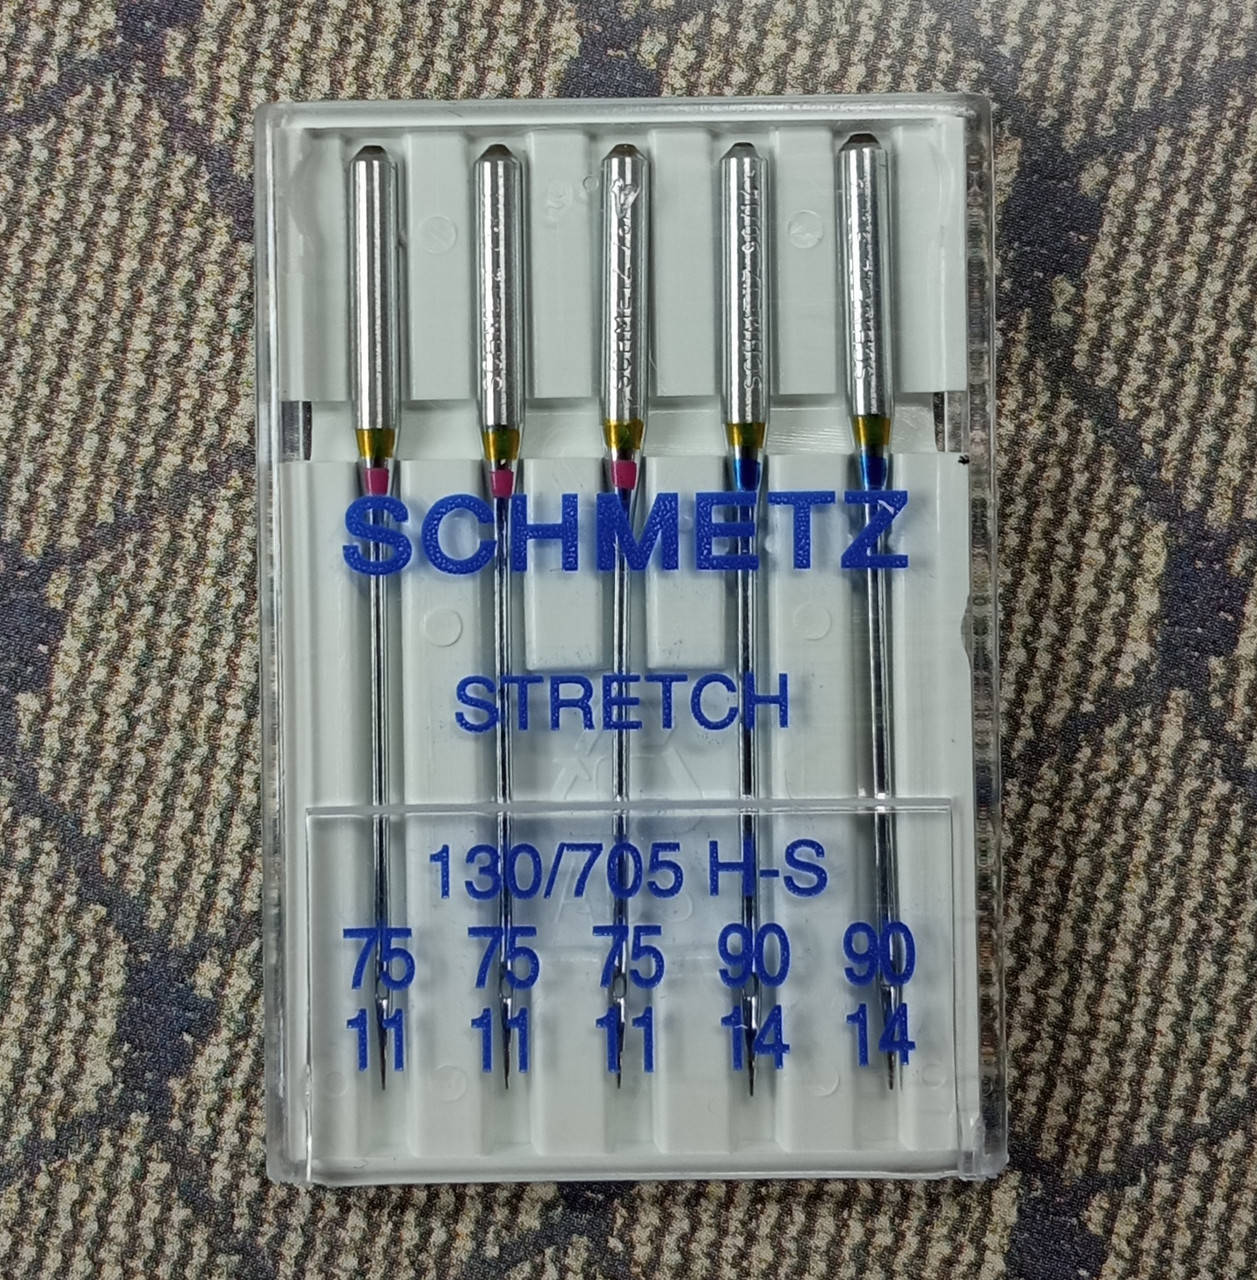 SCHMETZ
STRETCH
130/705 H-S
75 75 75 90 90
11 11 11 14 14